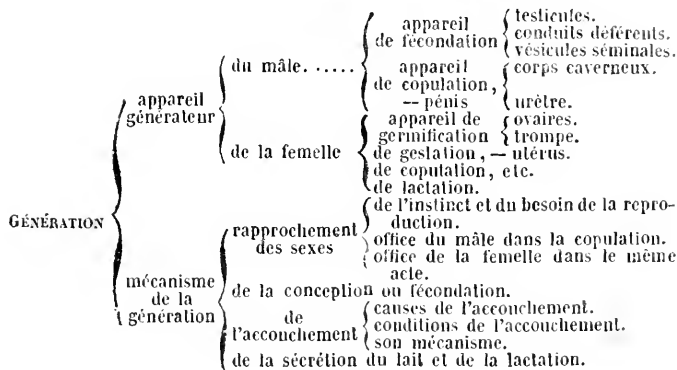 GÉNÉRATION
appareil
générateur
du mâle. .....
appareil
de fécondation
testicules.
conduits déférents.
vésicules séminales.
appareil
de copulation,
— pénis
corps caverneux.
urètre.
de la femelle
appareil de
germification
ovaires.
trompe.
de gestation, — utérus.
de copulation, etc.
de lactation.
mécanisme
de la
génération
rapprochement
des sexes
de l'instinct et du besoin de la repro-
duction.
office du mâle dans la copulation.
office de la femelle dans le même
acte.
de la conception ou fécondation.
de
l'accouchement
causes de l'accouchement.
conditions de l'accouchement.
son mécanisme.
de la sécrétion du lait et de la lactation.